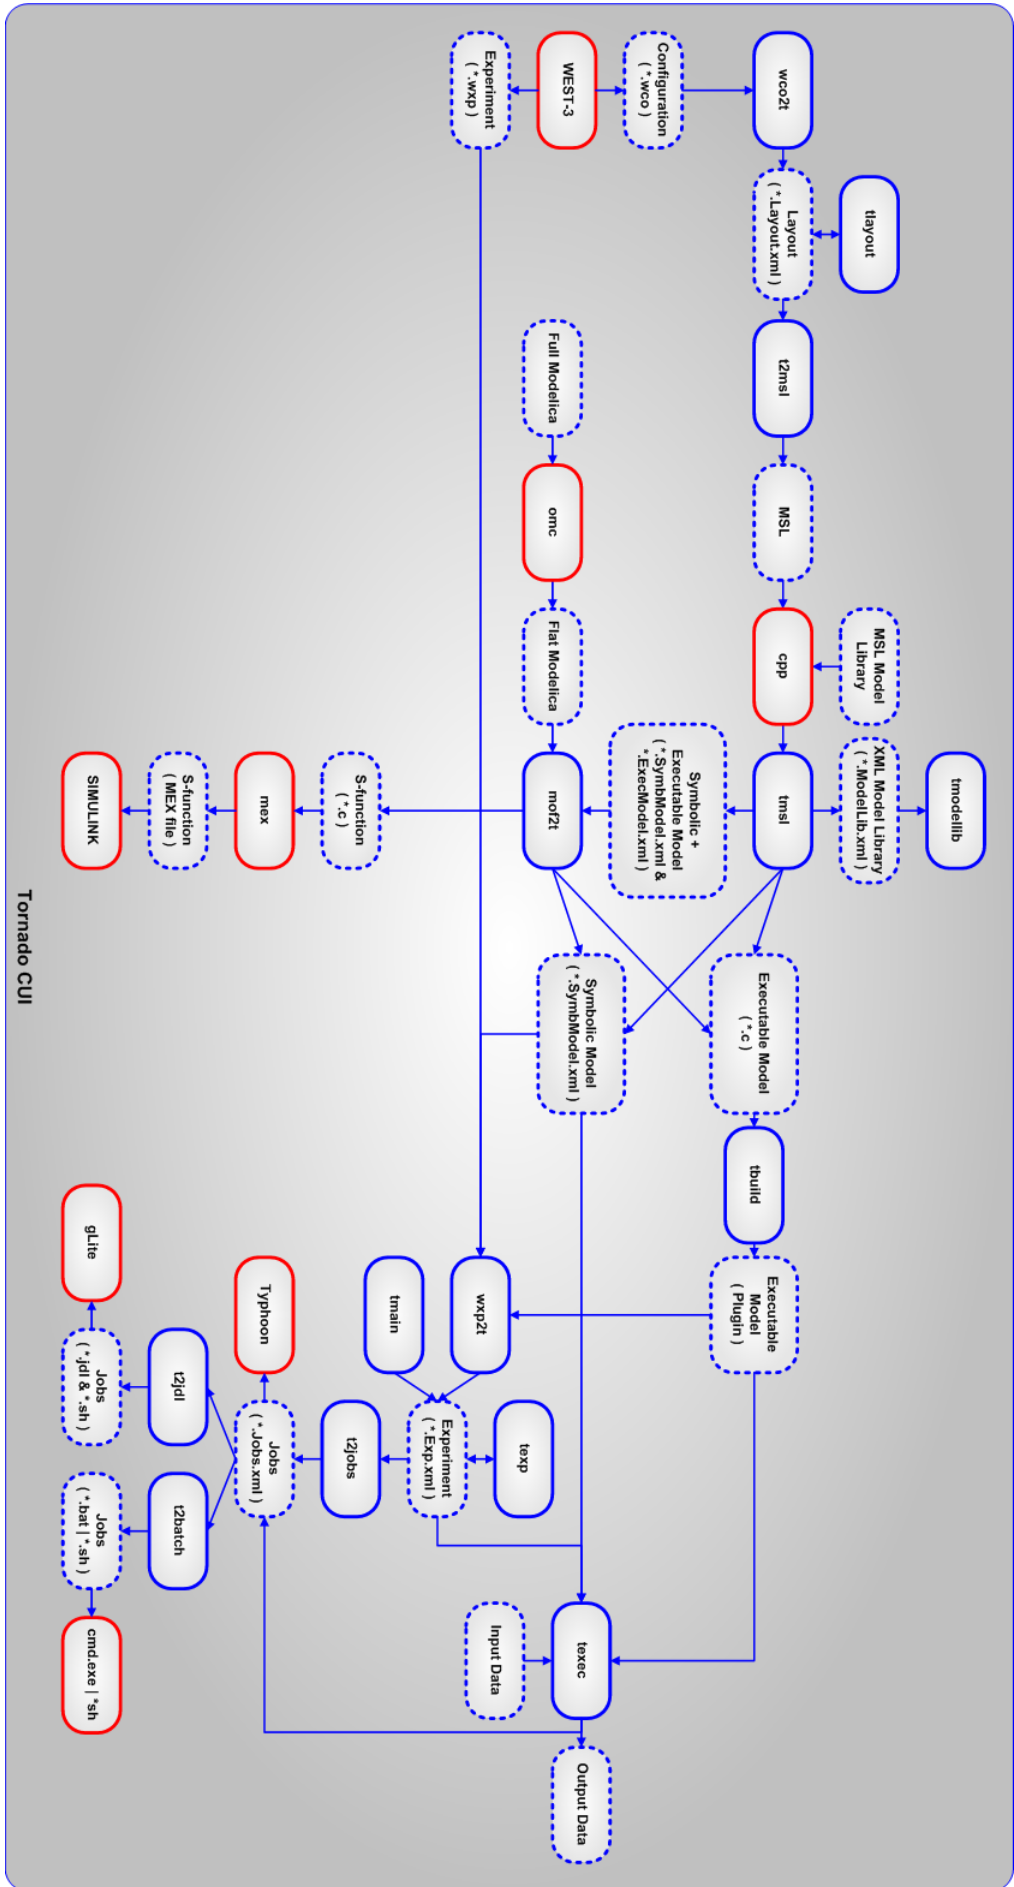 tmodellib
tlayout
MSL Model
Library
XML Model Library
( *.ModelLib.xml )
wco2t
Layout
( *.Layout.xml )
t2msl
MSL
cpp
tmsl
Executable Model
( *.c )
tbuild
Executable
Model
( Plugin )
Configuration
( *.wco )
Symbolic +
Executable Model
( *.SymbModel.xml &
*.ExecModel.xml )
WEST-3
Full Modelica
omc
Flat Modelica
mof2t
Symbolic Model
( *.SymbModel.xml )
texec
Output Data
Experiment
( *.wxp )
wxp2t
texp
Input Data
tmain
Experiment
( *.Exp.xml )
S-function
( *.c )
t2jobs
mex
Typhoon
Jobs
( *.Jobs.xml )
S-function
( MEX file )
t2jdl
t2batch
SIMULINK
gLite
Jobs
( *.jdl & *.sh )
Jobs
( *.bat | *.sh )
cmd.exe | *sh
Tornado CUI